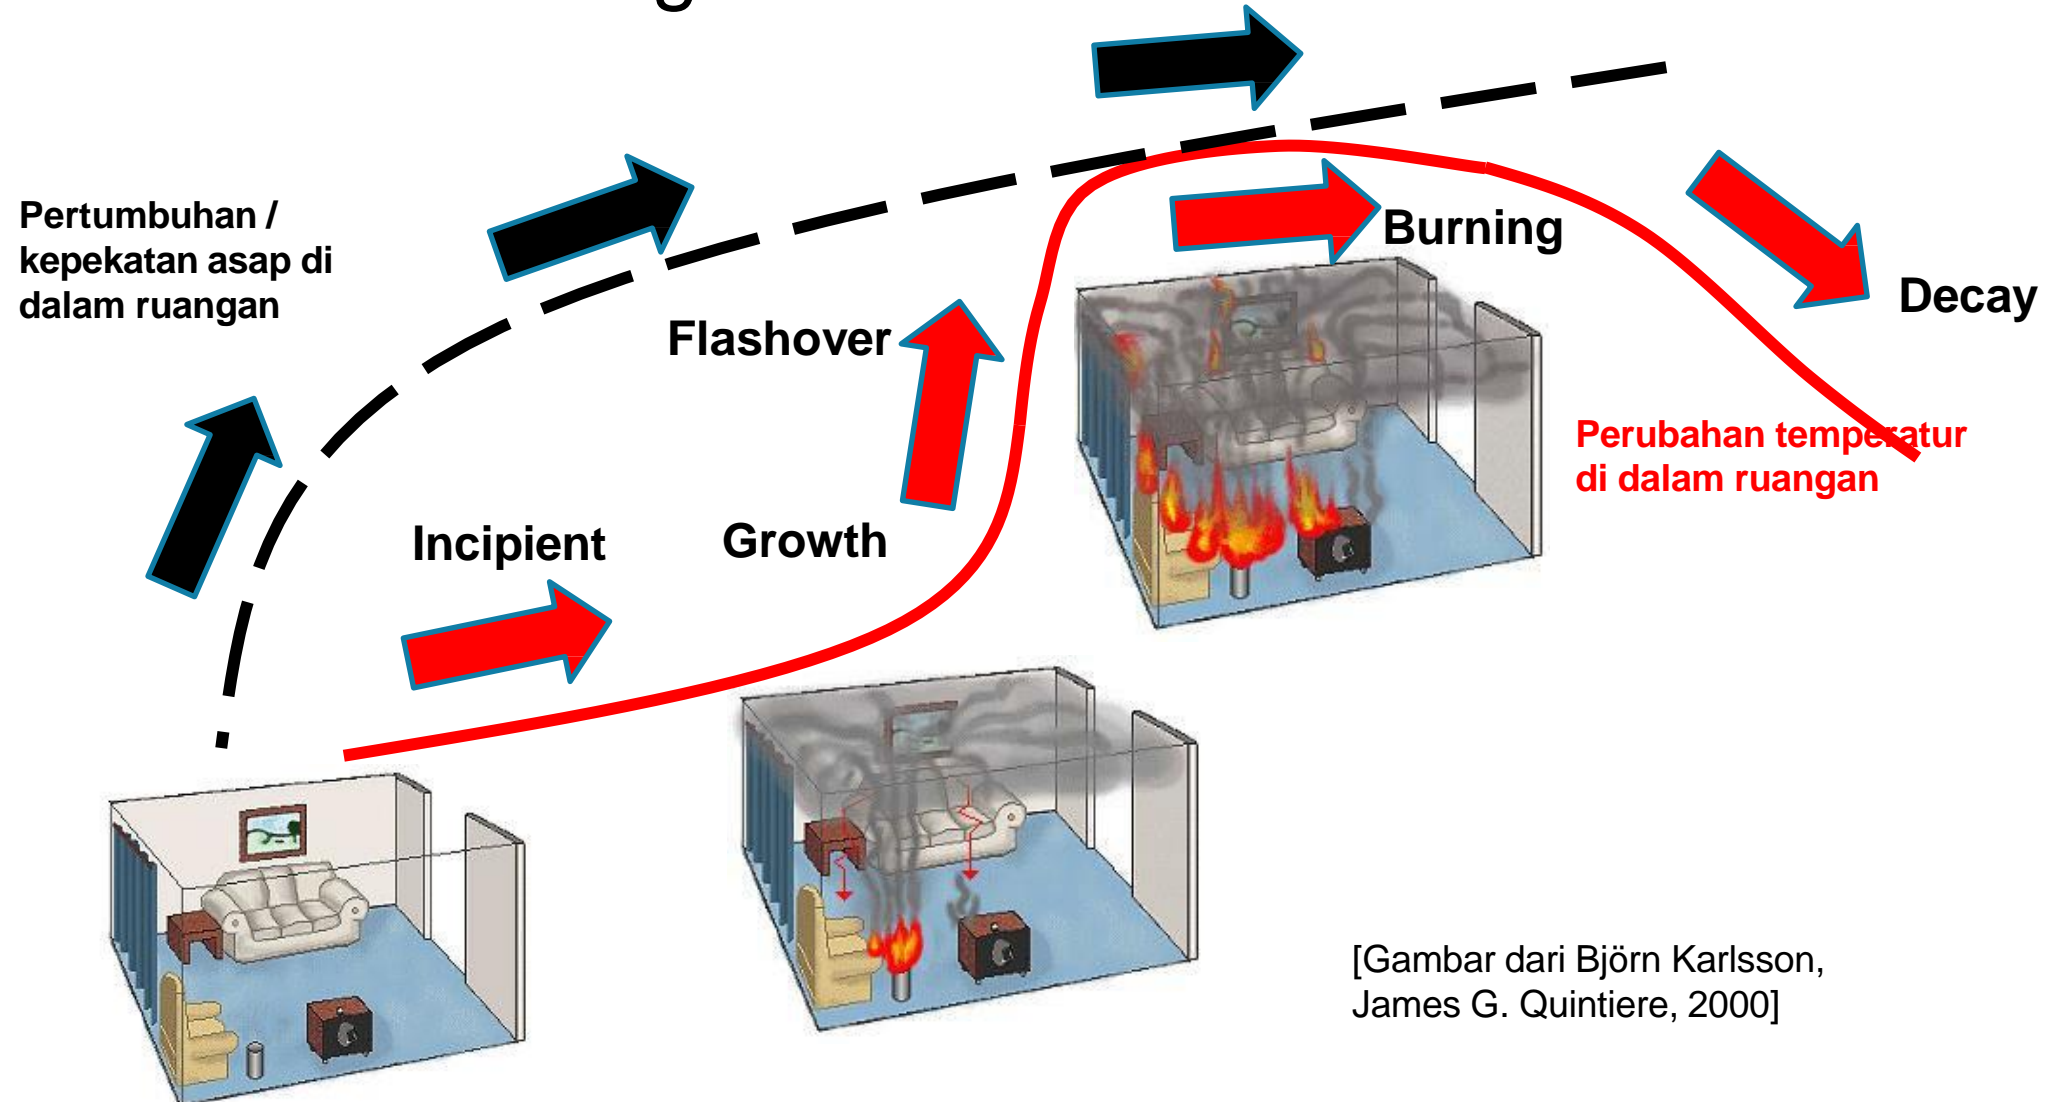 Pertumbuhan /
kepekatan asap di
dalam ruangan
Flashover
Burning
Decay
Perubahan temperatur
di dalam ruangan
Incipient
Growth
[Gambar dari Björn Karlsson,
James G. Quintiere, 2000]